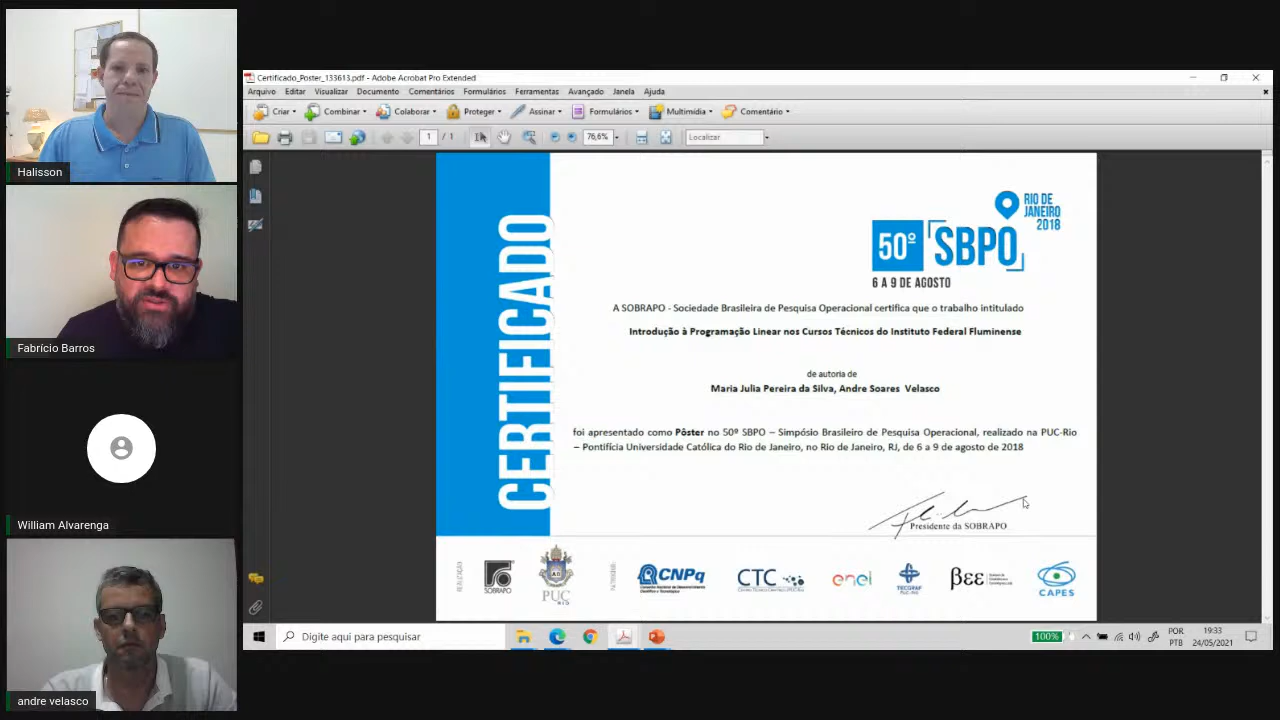 Halisson
Fabrício Barros
William Alvarenga
andre velasco
Certificado_Poster_133613.pdf - Adobe Acrobat Pro Extended
Arquivo Editar Visualizar Documento Comentários Formulários Ferramentas Avançado Janela Ajuda
Criar Combinar Colaborar Proteger Assinar Formulários Multimídia Comentário
1 / 1 76,6% Localizar
CERTIFICADO
RIO DE
JANEIRO
2018
50º SBPO
6 A 9 DE AGOSTO
A SOBRAPO - Sociedade Brasileira de Pesquisa Operacional certifica que o trabalho intitulado
Introdução à Programação Linear nos Cursos Técnicos do Instituto Federal Fluminense
de autoria de
Maria Julia Pereira da Silva, Andre Soares Velasco
foi apresentado como Pôster no 50º SBPO – Simpósio Brasileiro de Pesquisa Operacional, realizado na PUC-Rio
– Pontifícia Universidade Católica do Rio de Janeiro, no Rio de Janeiro, RJ, de 6 a 9 de agosto de 2018
Presidente da SOBRAPO
REALIZAÇÃO
SOBRAPO
PUC
RIO
CNPq
CTC
enel
TECGRAF
PUC-RIO
βεε
CAPES
Digite aqui para pesquisar
100%
POR
PTB
19:33
24/05/2021